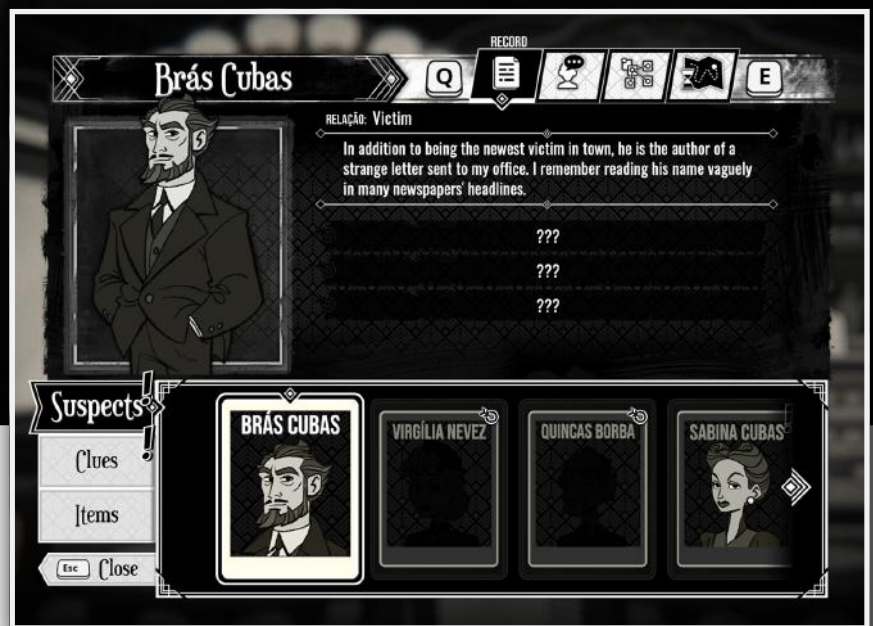 RECORD
Brás Cubas
Q
E
RELAÇÃO: Victim
In addition to being the newest victim in town, he is the author of a
strange letter sent to my office. I remember reading his name vaguely
in many newspapers' headlines.
???
???
???
Suspects
Clues
Items
Esc Close
BRÁS CUBAS
VIRGÍLIA NEVEZ
QUINCAS BORBA
SABINA CUBAS